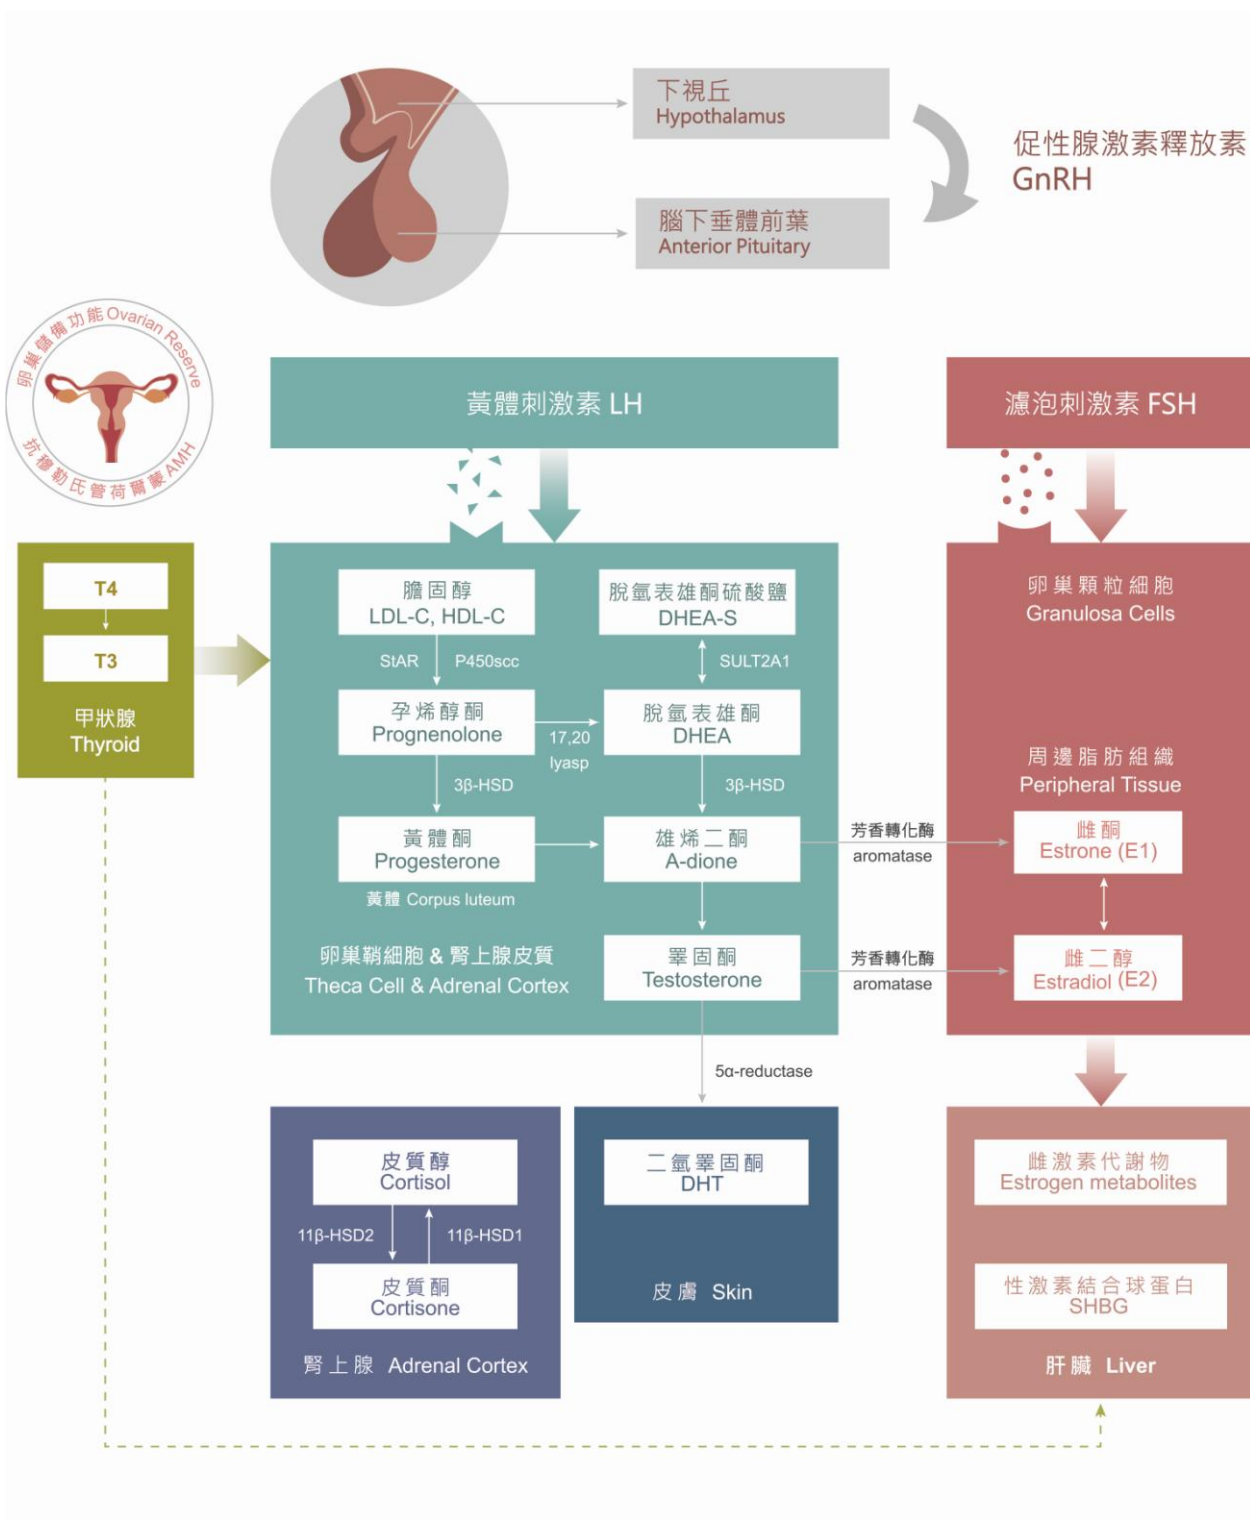 下視丘
Hypothalamus
促性腺激素釋放素
GnRH
腦下垂體前葉
Anterior Pituitary
卵巢儲備功能Ovarian Reserve
抗穆勒氏管荷爾蒙AMH
黃體刺激素 LH
濾泡刺激素 FSH
T4
T3
甲狀腺
Thyroid
膽固醇
LDL-C, HDL-C
脫氫表雄酮硫酸鹽
DHEA-S
StAR
P450scc
SULT2A1
孕烯醇酮
Prognenolone
17,20
lyasp
脫氫表雄酮
DHEA
3β-HSD
3β-HSD
黃體酮
Progesterone
雄烯二酮
A-dione
黃體 Corpus luteum
卵巢鞘細胞 & 腎上腺皮質
Theca Cell & Adrenal Cortex
睪固酮
Testosterone
卵巢顆粒細胞
Granulosa Cells
周邊脂肪組織
Peripheral Tissue
芳香轉化酶
aromatase
雌酮
Estrone (E1)
芳香轉化酶
aromatase
雌二醇
Estradiol (E2)
5α-reductase
皮質醇
Cortisol
11β-HSD2
11β-HSD1
皮質酮
Cortisone
腎上腺 Adrenal Cortex
二氫睪固酮
DHT
皮膚 Skin
雌激素代謝物
Estrogen metabolites
性激素結合球蛋白
SHBG
肝臟 Liver